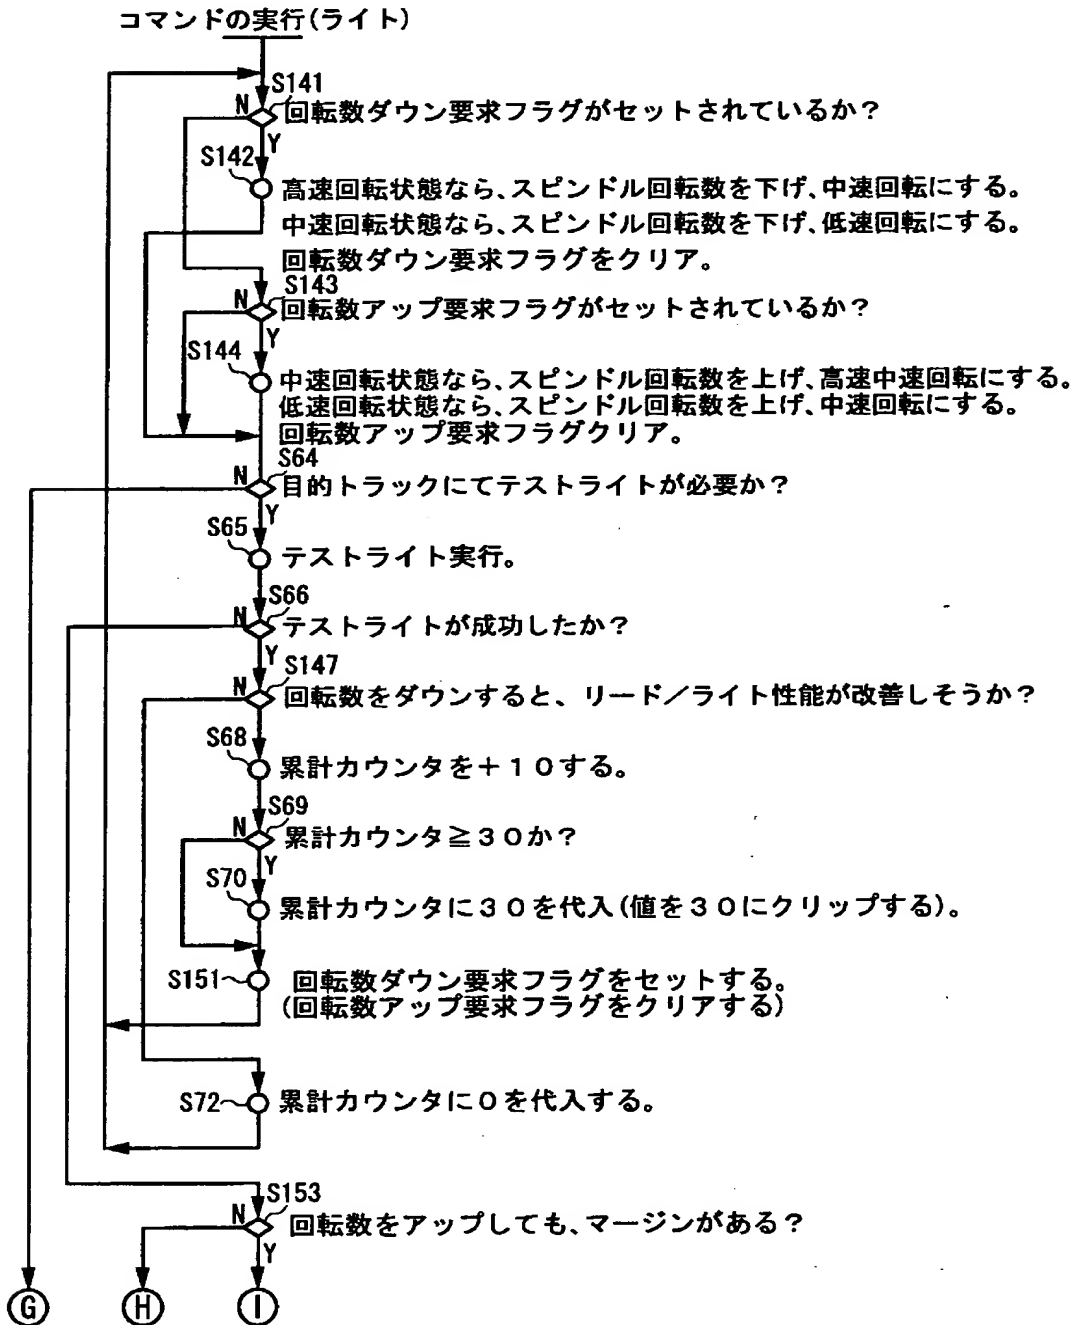 コマンドの実行(ライト)
S141
N 回転数ダウン要求フラグがセットされているか?
Y
S142
高速回転状態なら、スピンドル回転数を下げ、中速回転にする。
中速回転状態なら、スピンドル回転数を下げ、低速回転にする。
回転数ダウン要求フラグをクリア。
S143
N 回転数アップ要求フラグがセットされているか?
Y
S144
中速回転状態なら、スピンドル回転数を上げ、高速中速回転にする。
低速回転状態なら、スピンドル回転数を上げ、中速回転にする。
回転数アップ要求フラグクリア。
S64
N 目的トラックにてテストライトが必要か?
Y
S65
テストライト実行。
S66
N テストライトが成功したか?
Y
S147
N 回転数をダウンすると、リード/ライト性能が改善しそうか?
Y
S68
累計カウンタを+10する。
S69
N 累計カウンタ≧30か?
Y
S70
累計カウンタに30を代入(値を30にクリップする)。
S151 回転数ダウン要求フラグをセットする。
(回転数アップ要求フラグをクリアする)
S72 累計カウンタに0を代入する。
S153
N 回転数をアップしても、マージンがある?
Y
G H I